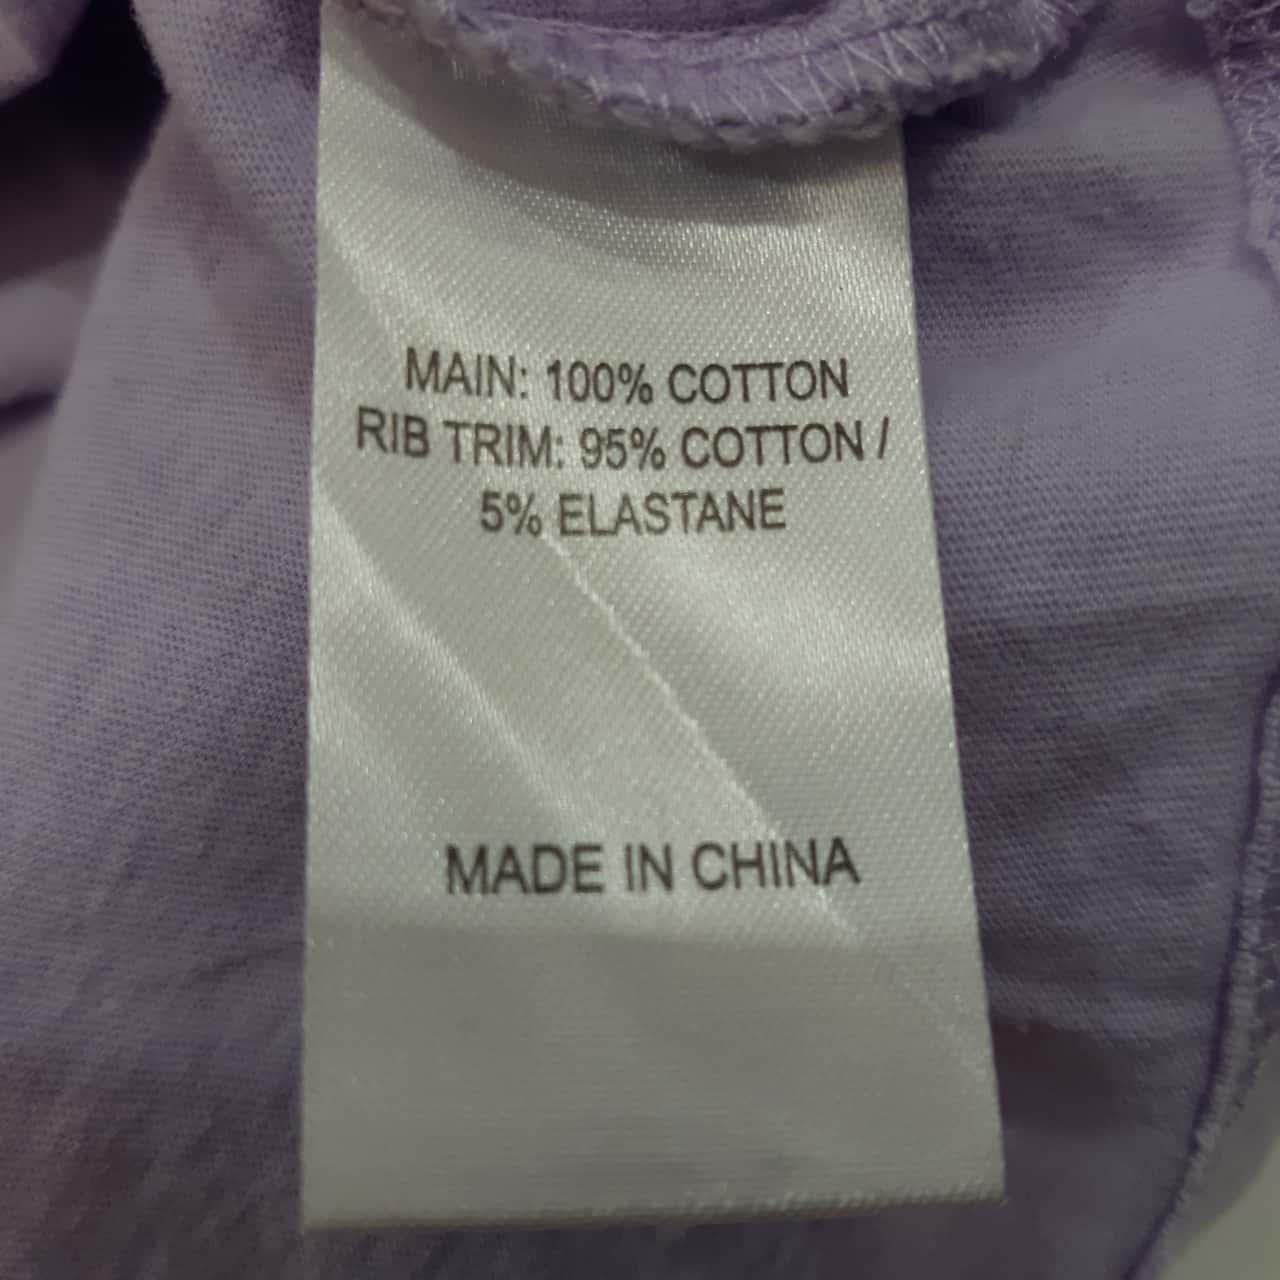 MAIN: 100% COTTON
RIB TRIM: 95% COTTON /
5% ELASTANE
MADE IN CHINA